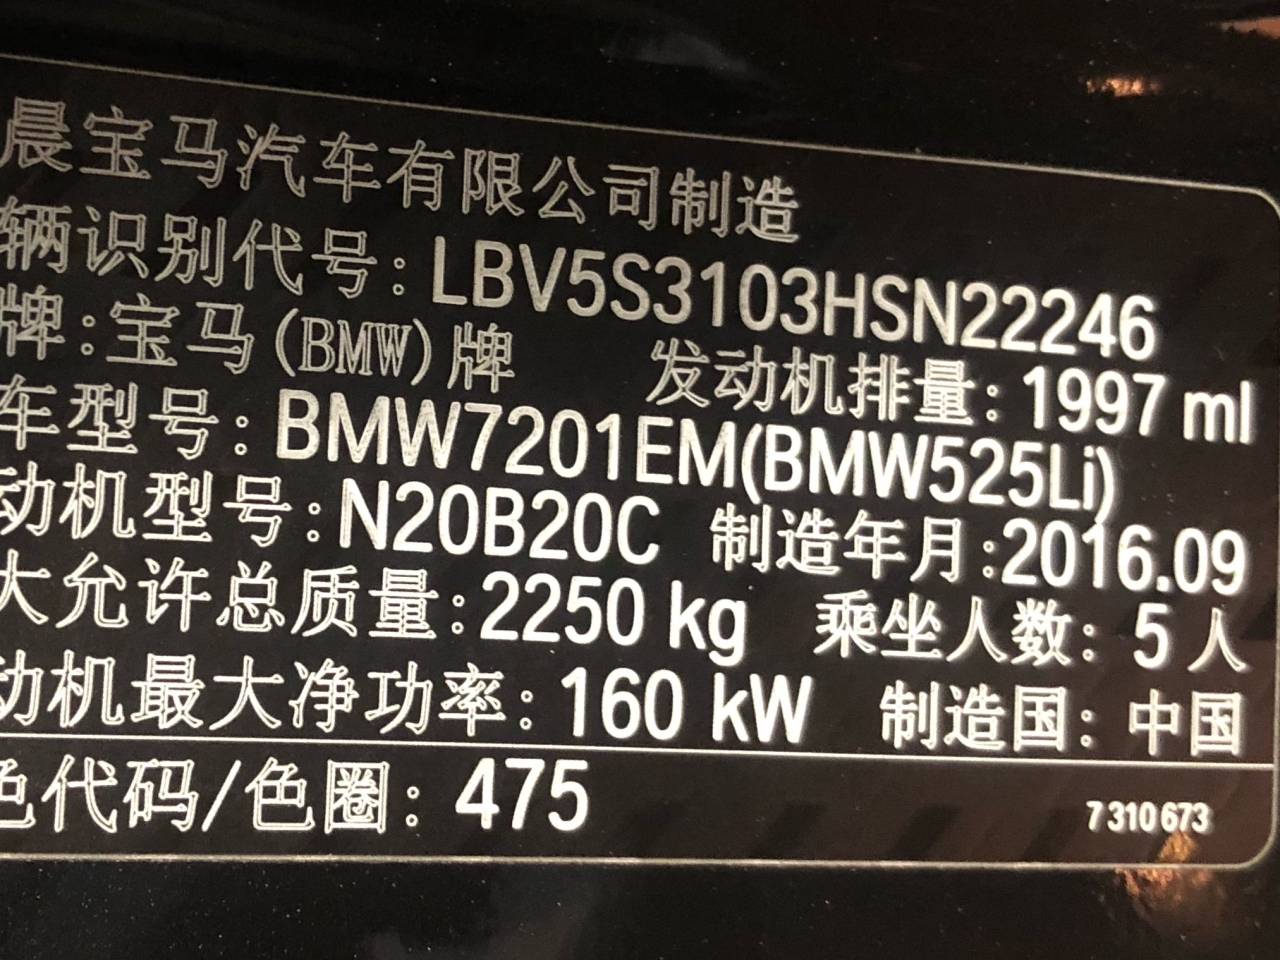 晨宝马汽车有限公司制造
辆识别代号: LBV5S3103HSN22246
牌: 宝马(BMW)牌 发动机排量: 1997 ml
车型号: BMW7201EM(BMW525Li)
动机型号: N20B20C 制造年月:2016.09
大允许总质量: 2250 kg 乘坐人数: 5 人
动机最大净功率: 160 kW 制造国: 中国
色代码/色圈: 475 7 310 673